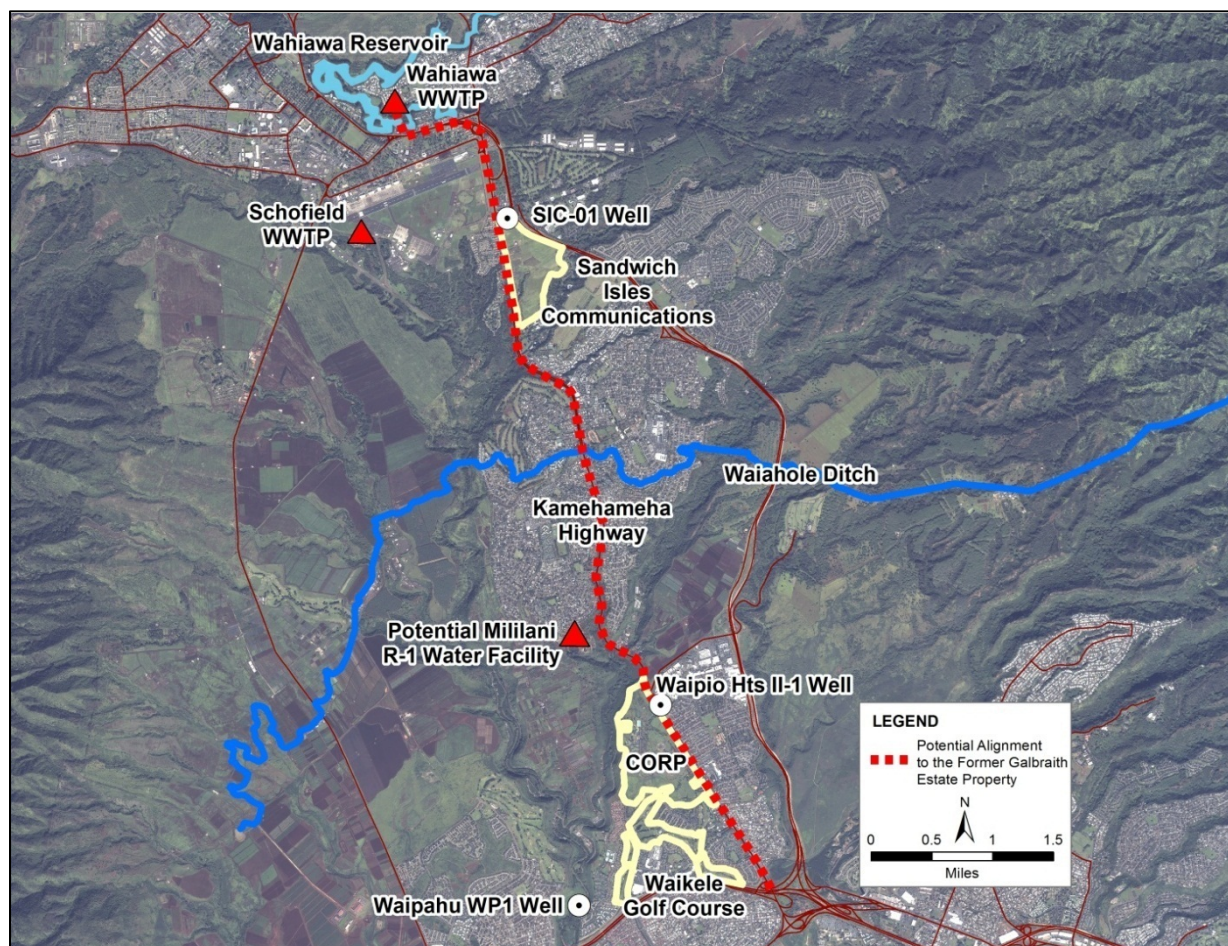 Wahiawa Reservoir
Wahiawa
WWTP
SIC-01 Well
Schofield
WWTP
Sandwich
Isles
Communications
Waiahole Ditch
Kamehameha
Highway
Potential Mililani
R-1 Water Facility
Waipio Hts II-1 Well
CORP
Waikele
Golf Course
Waipahu WP1 Well
LEGEND
Potential Alignment
to the Former Galbraith
Estate Property
N
0 0.5 1 1.5
Miles